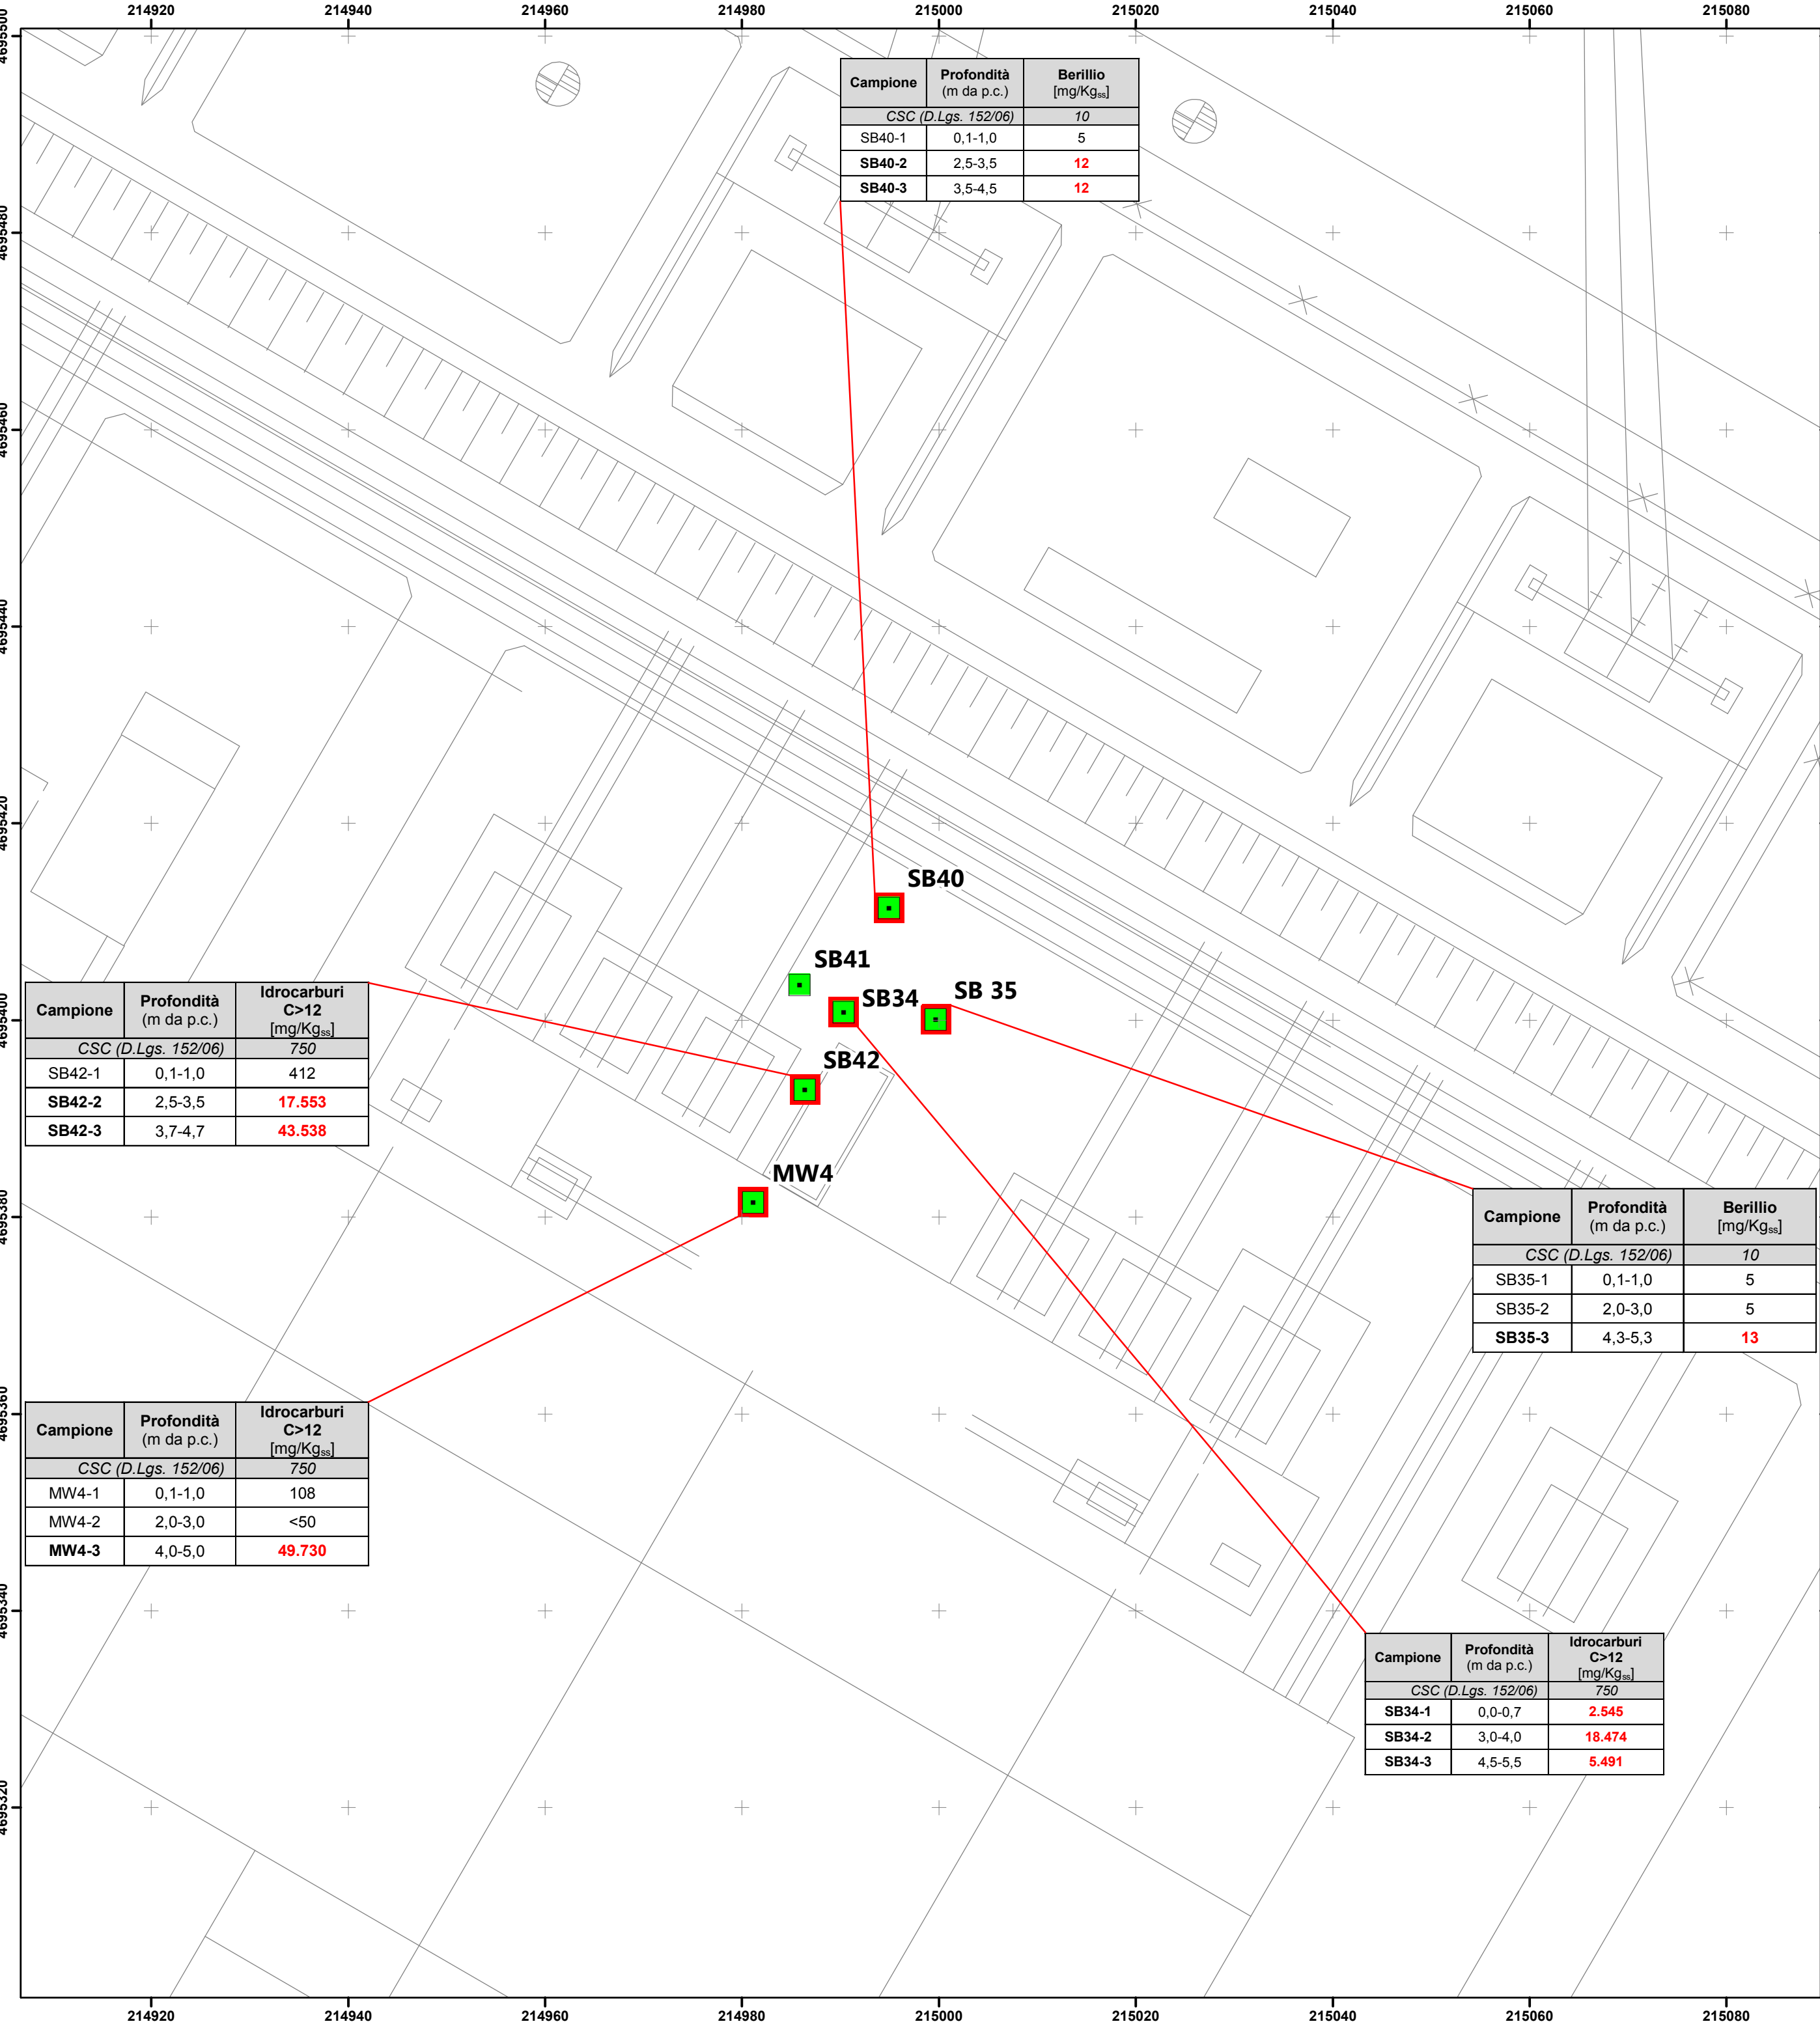 214920 214940 214960 214980 215000 215020 215040 215060 215080
4695500
4695480
4695460
4695440
4695420
4695400
4695380
4695360
4695340
4695320
Campione Profondità (m da p.c.) Berillio [mg/Kgss]
CSC (D.Lgs. 152/06) 10
SB40-1 0,1-1,0 5
SB40-2 2,5-3,5 12
SB40-3 3,5-4,5 12
SB40
SB41
SB34
SB 35
SB42
MW4
Campione Profondità (m da p.c.) Idrocarburi C>12 [mg/Kgss]
CSC (D.Lgs. 152/06) 750
SB42-1 0,1-1,0 412
SB42-2 2,5-3,5 17.553
SB42-3 3,7-4,7 43.538
Campione Profondità (m da p.c.) Berillio [mg/Kgss]
CSC (D.Lgs. 152/06) 10
SB35-1 0,1-1,0 5
SB35-2 2,0-3,0 5
SB35-3 4,3-5,3 13
Campione Profondità (m da p.c.) Idrocarburi C>12 [mg/Kgss]
CSC (D.Lgs. 152/06) 750
MW4-1 0,1-1,0 108
MW4-2 2,0-3,0 <50
MW4-3 4,0-5,0 49.730
Campione Profondità (m da p.c.) Idrocarburi C>12 [mg/Kgss]
CSC (D.Lgs. 152/06) 750
SB34-1 0,0-0,7 2.545
SB34-2 3,0-4,0 18.474
SB34-3 4,5-5,5 5.491
214920 214940 214960 214980 215000 215020 215040 215060 215080